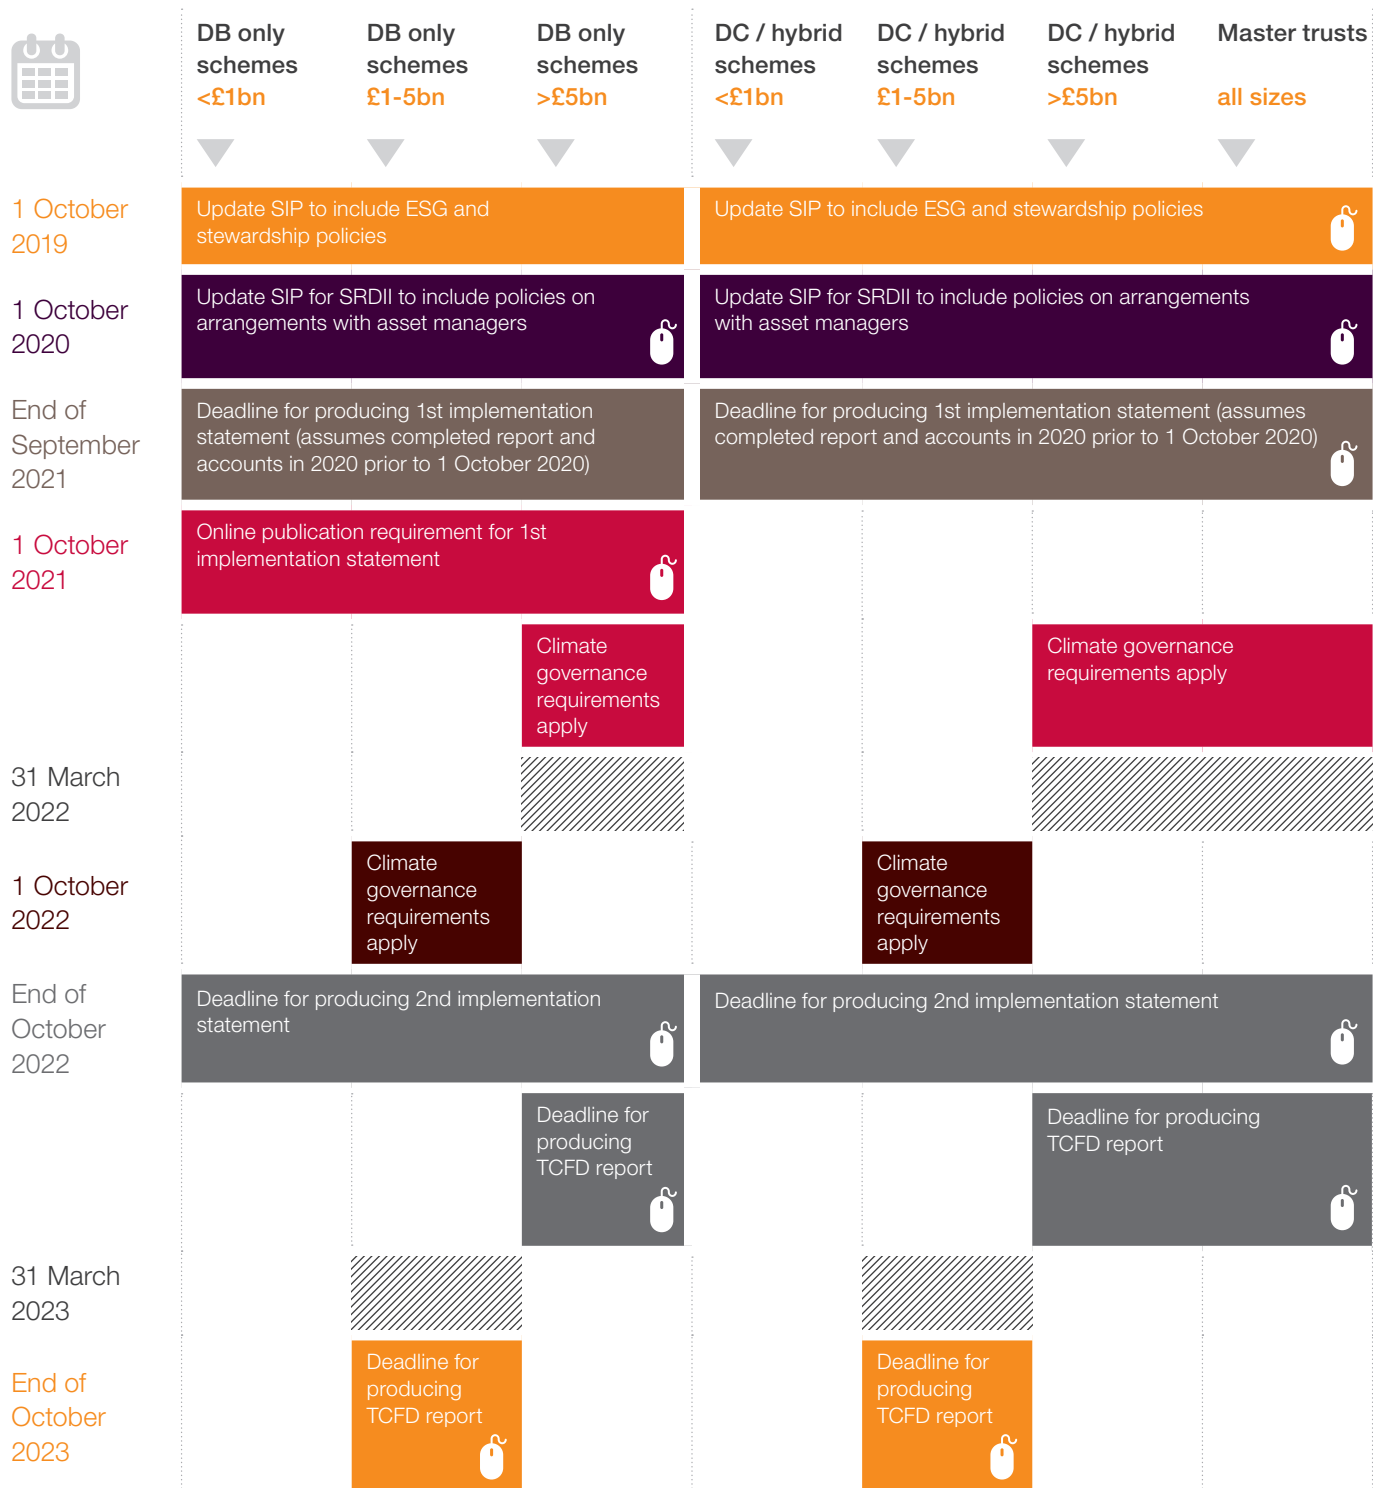 DB only
schemes
<£1bn
DB only
schemes
£1-5bn
DB only
schemes
>£5bn
DC / hybrid
schemes
<£1bn
DC / hybrid
schemes
£1-5bn
DC / hybrid
schemes
>£5bn
Master trusts
all sizes
1 October
2019
Update SIP to include ESG and
stewardship policies
Update SIP to include ESG and stewardship policies
1 October
2020
Update SIP for SRDII to include policies on
arrangements with asset managers
Update SIP for SRDII to include policies on arrangements
with asset managers
End of
September
2021
Deadline for producing 1st implementation
statement (assumes completed report and
accounts in 2020 prior to 1 October 2020)
Deadline for producing 1st implementation statement (assumes
completed report and accounts in 2020 prior to 1 October 2020)
1 October
2021
Online publication requirement for 1st
implementation statement
Climate
governance
requirements
apply
Climate governance
requirements apply
31 March
2022
1 October
2022
Climate
governance
requirements
apply
Climate
governance
requirements
apply
End of
October
2022
Deadline for producing 2nd implementation
statement
Deadline for producing 2nd implementation statement
Deadline for
producing
TCFD report
Deadline for producing
TCFD report
31 March
2023
End of
October
2023
Deadline for
producing
TCFD report
Deadline for
producing
TCFD report